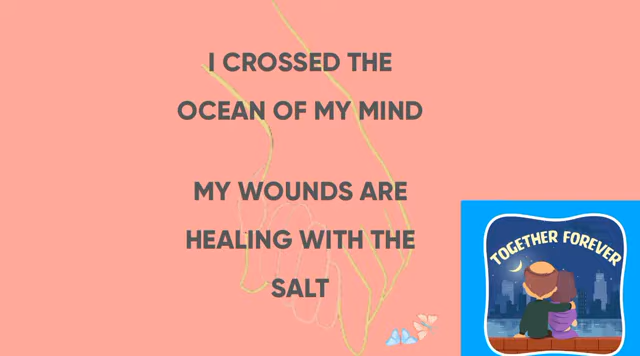 I CROSSED THE
OCEAN OF MY MIND
MY WOUNDS ARE
HEALING WITH THE
SALT
TOGETHER FOREVER